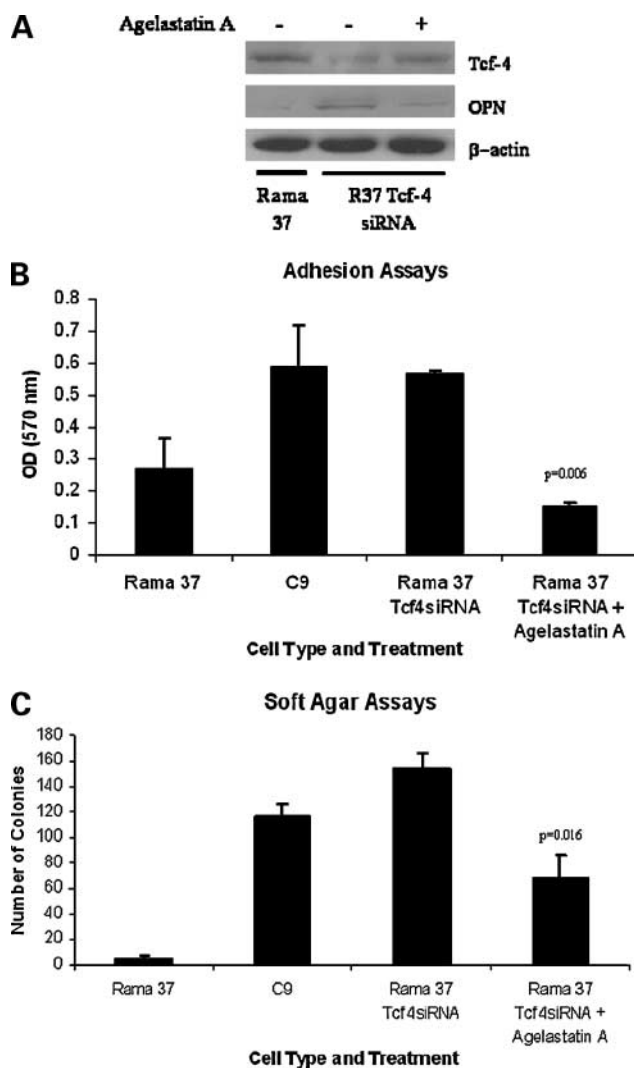 A
Agelastatin A - - +
Tcf-4
OPN
β-actin
Rama
37
R37 Tcf-4
siRNA
B
Adhesion Assays
0.8
0.7
0.6
0.5
0.4
0.3
0.2
0.1
0
OD (570 nm)
p=0.006
Rama 37
C9
Rama 37
Tcf4siRNA
Rama 37
Tcf4siRNA +
Agelastatin A
Cell Type and Treatment
C
Soft Agar Assays
180
160
140
120
100
80
60
40
20
0
Number of Colonies
p=0.016
Rama 37
C9
Rama 37
Tcf4siRNA
Rama 37
Tcf4siRNA +
Agelastatin A
Cell Type and Treatment